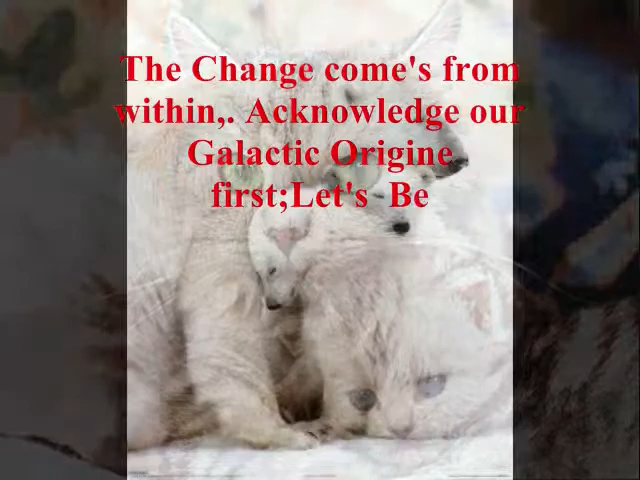 The Change come's from
within,. Acknowledge our
Galactic Origine
first;Let's  Be